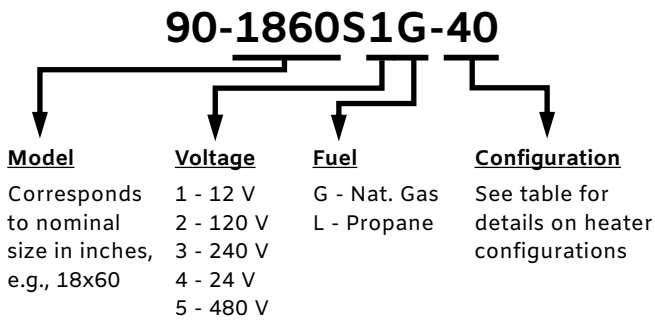 90-1860S1G-40
Model
Corresponds
to nominal
size in inches,
e.g., 18x60
Voltage
1 - 12 V
2 - 120 V
3 - 240 V
4 - 24 V
5 - 480 V
Fuel
G - Nat. Gas
L - Propane
Configuration
See table for
details on heater
configurations